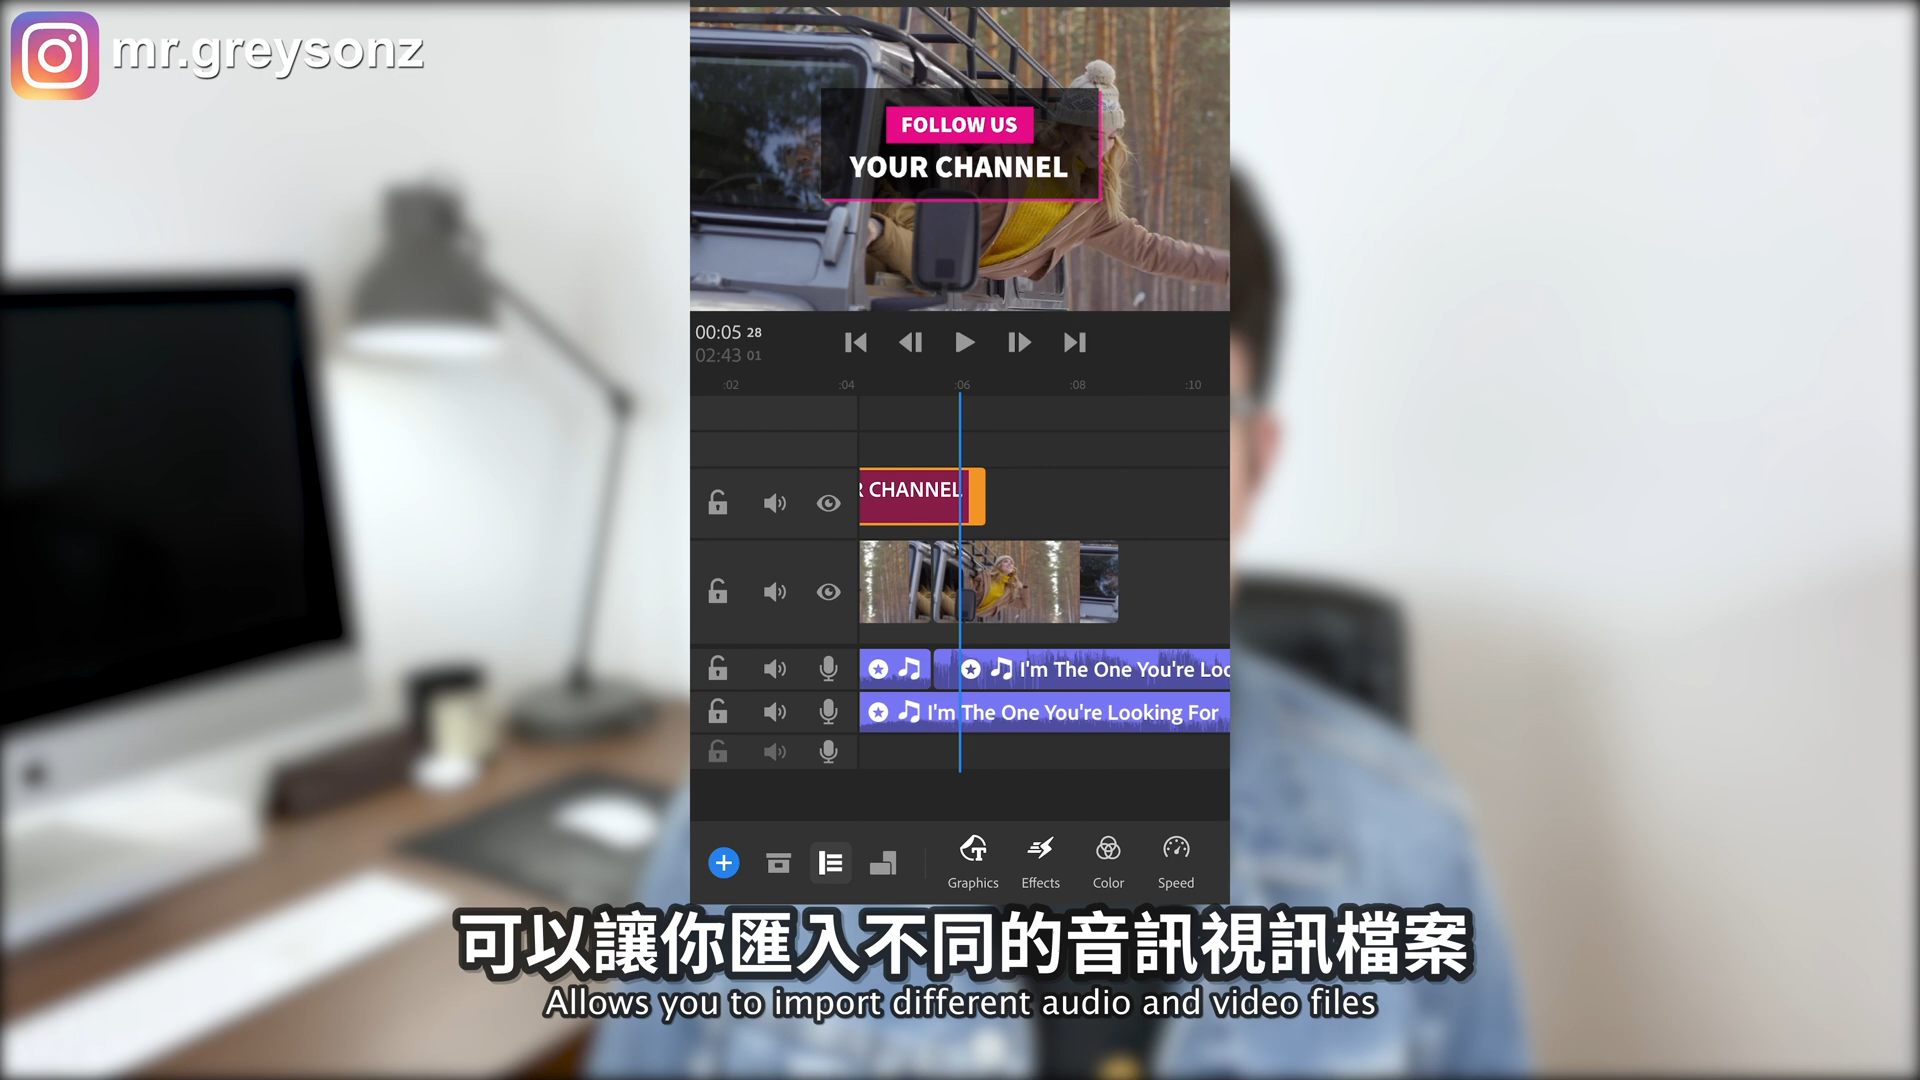 mr.greysonz
FOLLOW US
YOUR CHANNEL
00:05 28
02:43 01
:02 :04 :06 :08 :10
R CHANNEL
I'm The One You're Loo
I'm The One You're Looking For
Graphics Effects Color Speed
可以讓你匯入不同的音訊視訊檔案
Allows you to import different audio and video files